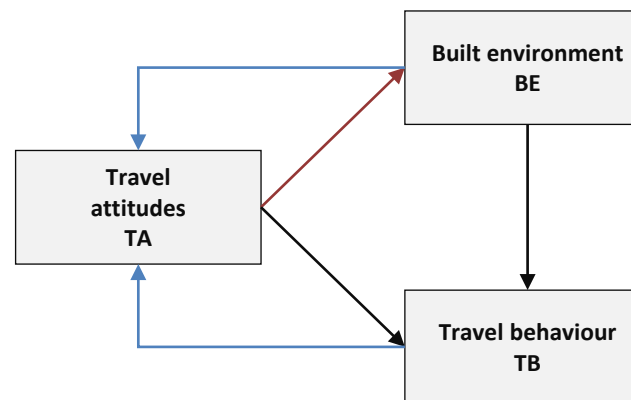 Built environment
BE
Travel
attitudes
TA
Travel behaviour
TB